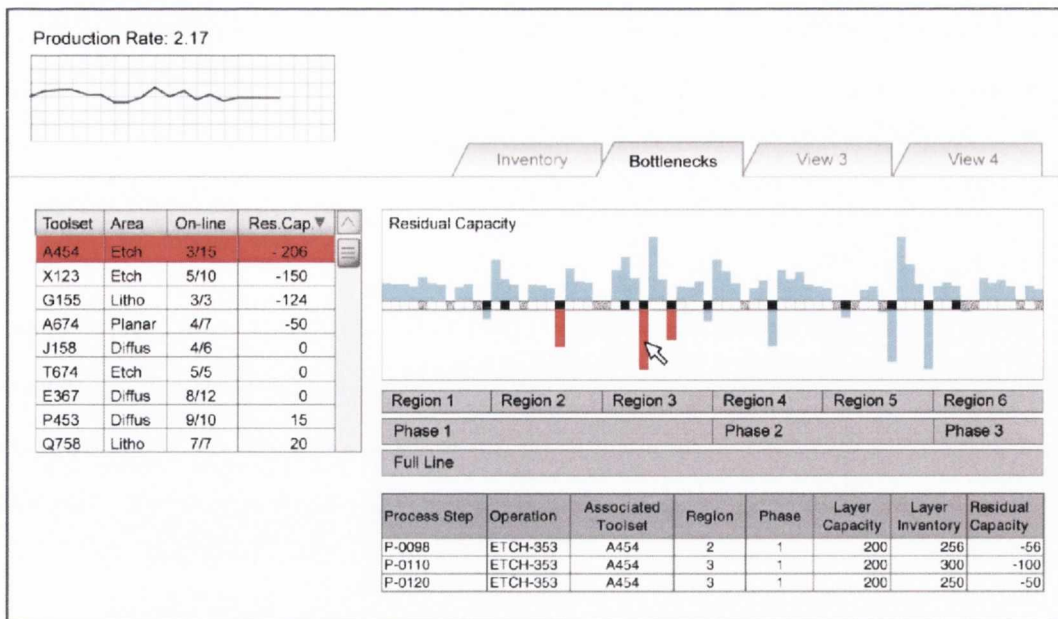 Production Rate: 2.17
Inventory Bottlenecks View 3 View 4
Toolset Area On-line Res.Cap.
A454 Etch 3/15 - 206
X123 Etch 5/10 -150
G155 Litho 3/3 -124
A674 Planar 4/7 -50
J158 Diffus 4/6 0
T674 Etch 5/5 0
E367 Diffus 8/12 0
P453 Diffus 9/10 15
Q758 Litho 7/7 20
Residual Capacity
Region 1 Region 2 Region 3 Region 4 Region 5 Region 6
Phase 1 Phase 2 Phase 3
Full Line
Process Step Operation Associated Toolset Region Phase Layer Capacity Layer Inventory Residual Capacity
P-0098 ETCH-353 A454 2 1 200 256 -56
P-0110 ETCH-353 A454 3 1 200 300 -100
P-0120 ETCH-353 A454 3 1 200 250 -50